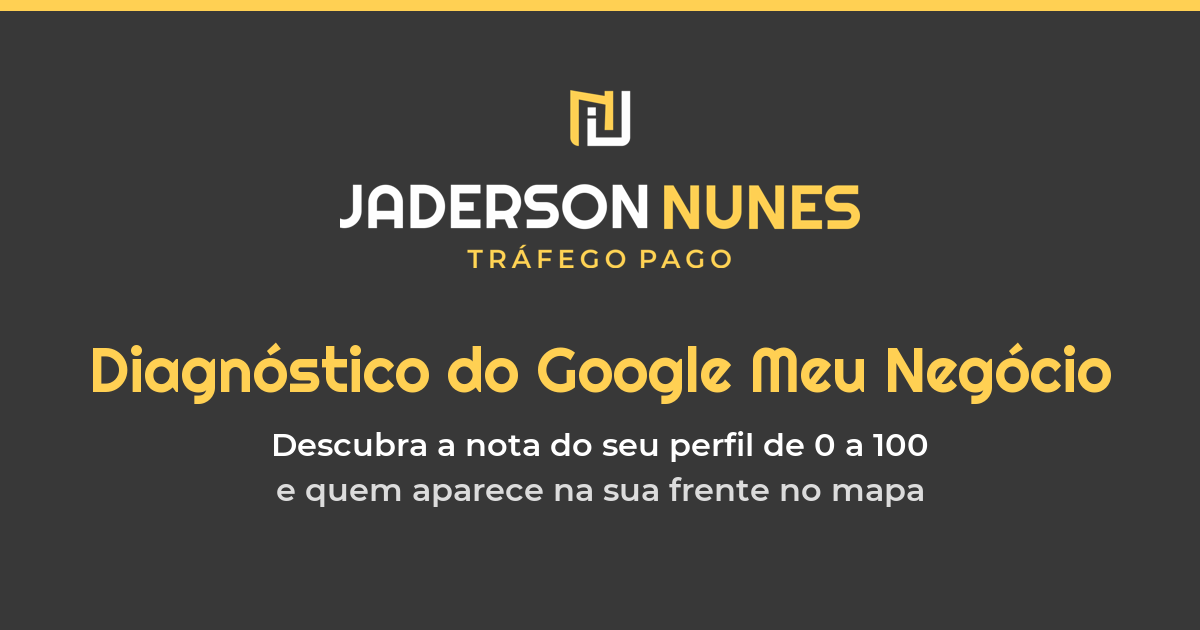 JADERSON NUNES
TRÁFEGO PAGO
Diagnóstico do Google Meu Negócio
Descubra a nota do seu perfil de 0 a 100
e quem aparece na sua frente no mapa